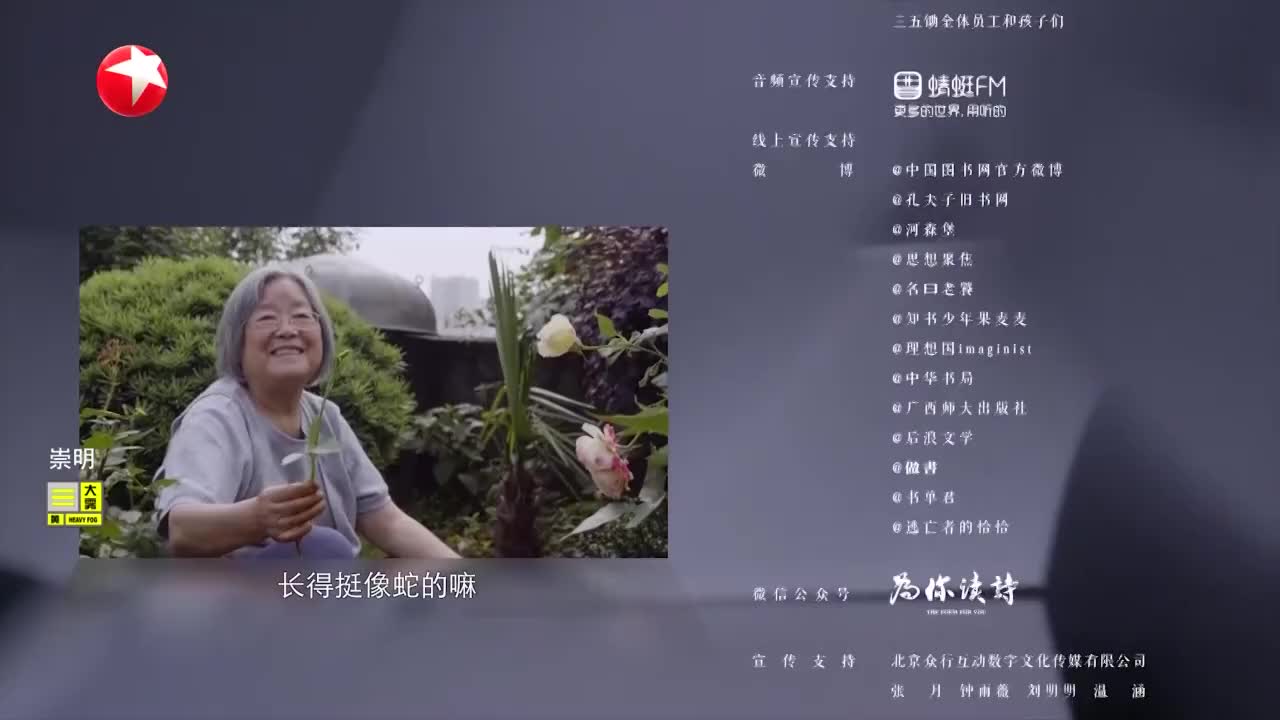 三五锄全体员工和孩子们
音频宣传支持
蜻蜓FM
更多的世界,用听的
线上宣传支持
微博 @中国图书网官方微博
@孔夫子旧书网
@河森堡
@思想聚焦
@名曰老饕
@知书少年果麦麦
@理想国imaginist
@中华书局
@广西师大出版社
@后浪文学
@做書
@书单君
@逃亡者的恰恰
崇明
大雾
黄 HEAVY FOG
长得挺像蛇的嘛
微信公众号 為你读詩
宣传支持 北京众行互动数字文化传媒有限公司
张月 钟雨薇 刘明明 温涵